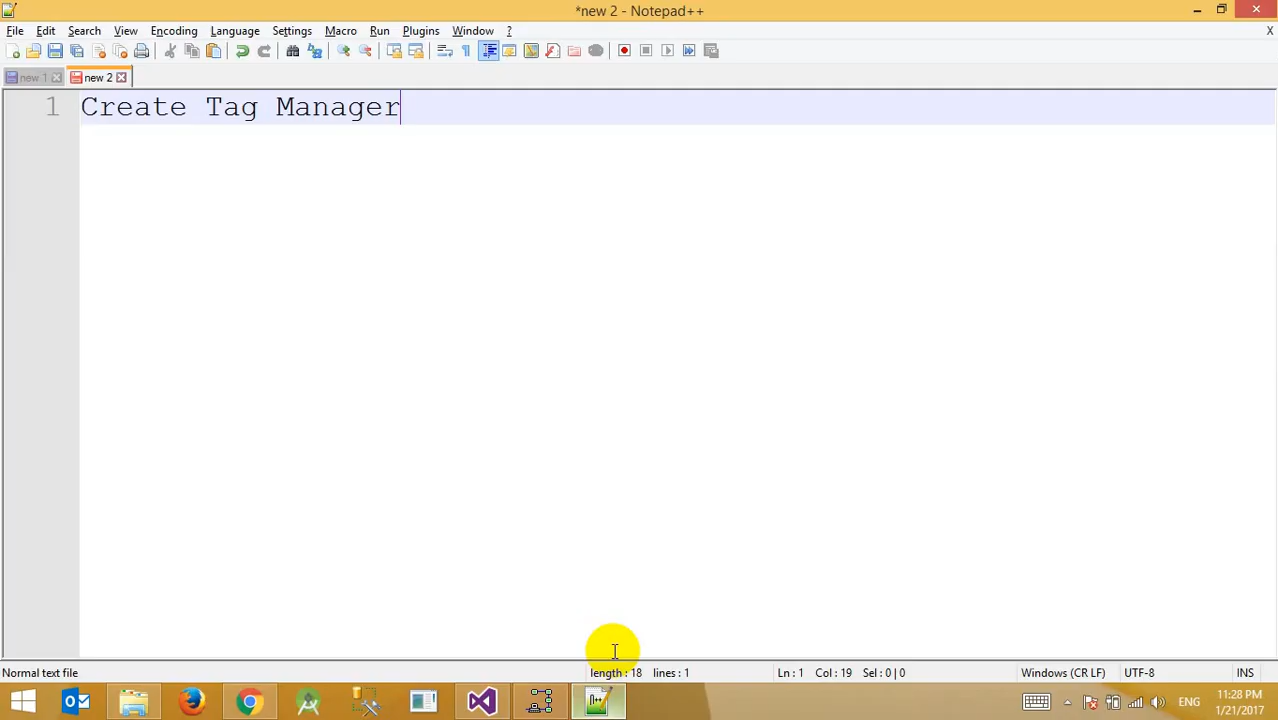 *new 2 - Notepad++
File Edit Search View Encoding Language Settings Macro Run Plugins Window ? X
new 1 new 2
1 Create Tag Manager
Normal text file length : 18 lines : 1 Ln : 1 Col : 19 Sel : 0 | 0 Windows (CR LF) UTF-8 INS
ENG 11:28 PM
1/21/2017